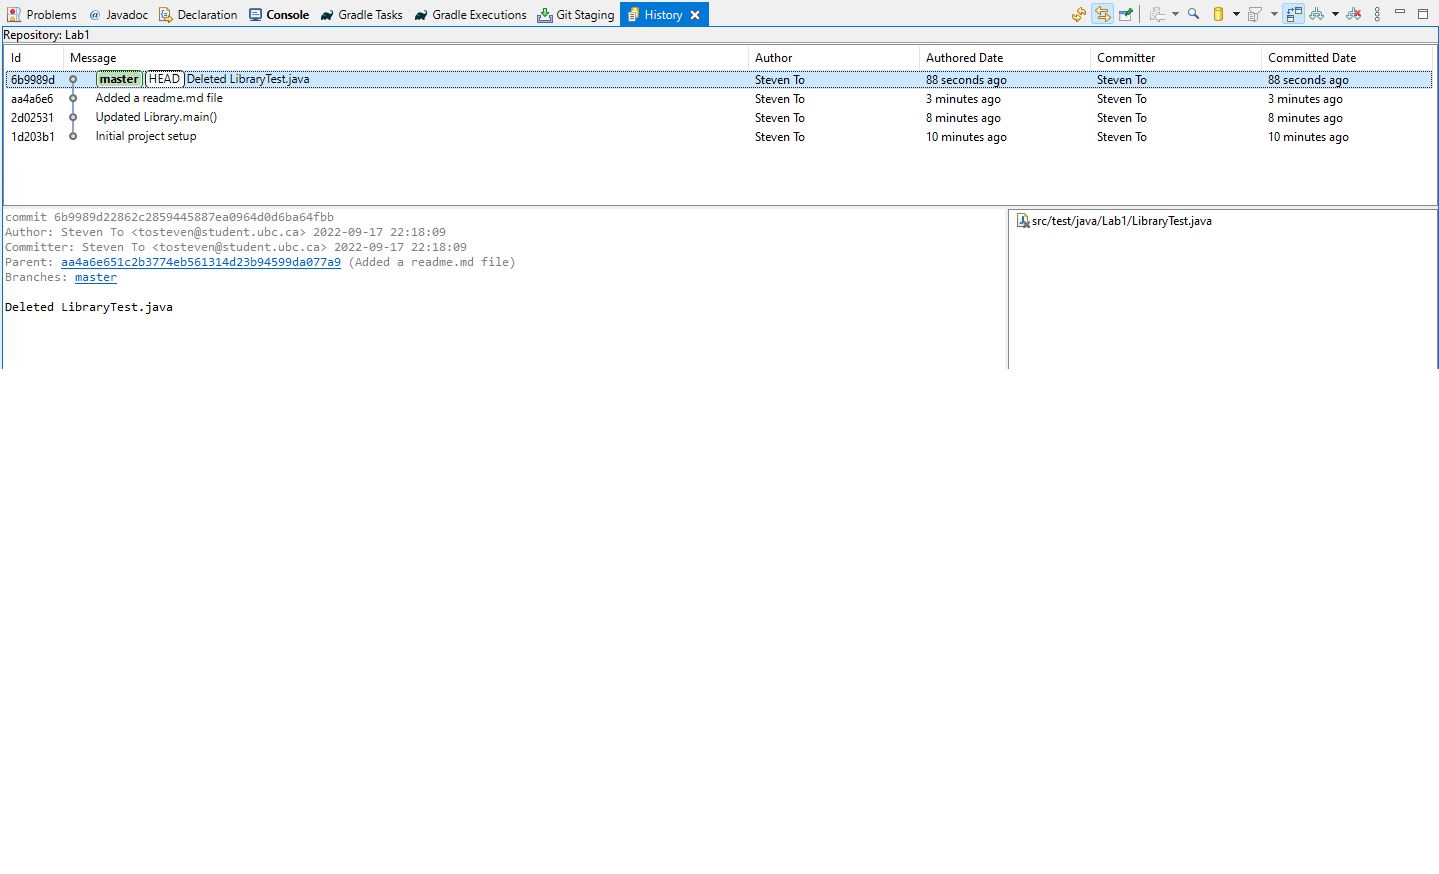 Problems @ Javadoc Declaration Console Gradle Tasks Gradle Executions Git Staging History
Repository: Lab1
Id Message Author Authored Date Committer Committed Date
6b9989d master HEAD Deleted LibraryTest.java Steven To 88 seconds ago Steven To 88 seconds ago
aa4a6e6 Added a readme.md file Steven To 3 minutes ago Steven To 3 minutes ago
2d02531 Updated Library.main() Steven To 8 minutes ago Steven To 8 minutes ago
1d203b1 Initial project setup Steven To 10 minutes ago Steven To 10 minutes ago
commit 6b9989d22862c2859445887ea0964d0d6ba64fbb
Author: Steven To <tosteven@student.ubc.ca> 2022-09-17 22:18:09
Committer: Steven To <tosteven@student.ubc.ca> 2022-09-17 22:18:09
Parent: aa4a6e651c2b3774eb561314d23b94599da077a9 (Added a readme.md file)
Branches: master
Deleted LibraryTest.java
src/test/java/Lab1/LibraryTest.java